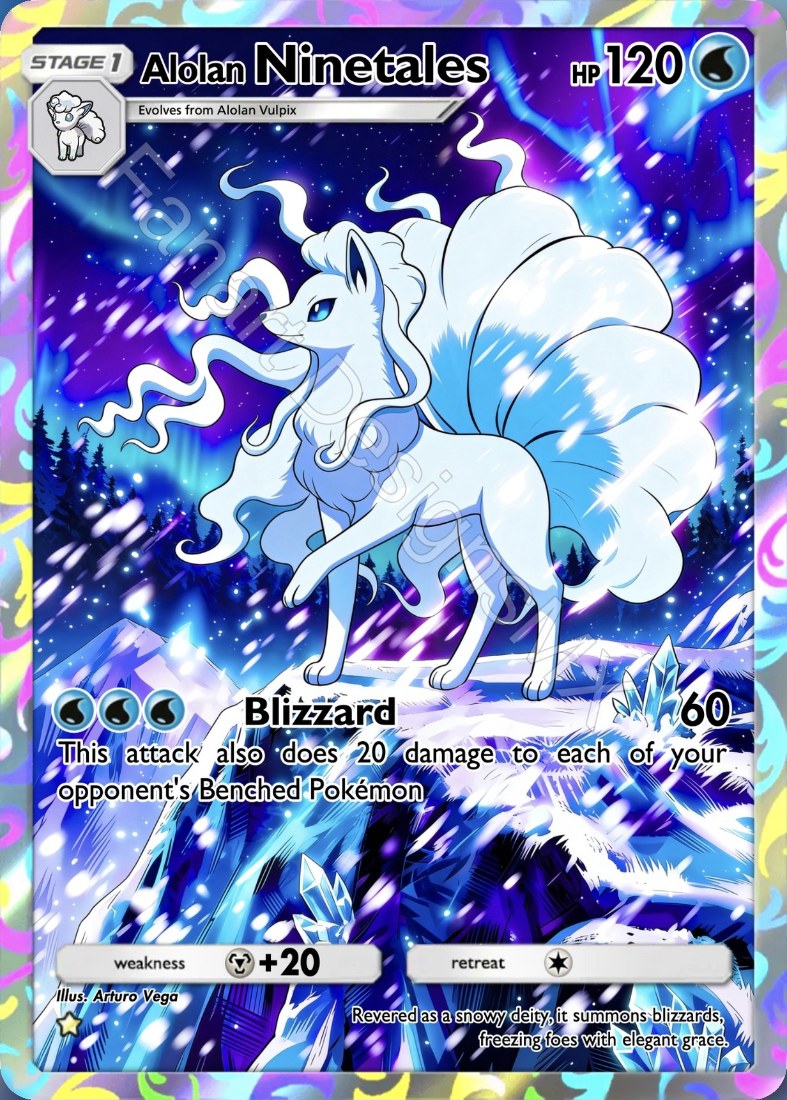 STAGE 1
Alolan Ninetales
HP 120
Evolves from Alolan Vulpix
Fanart DesignsMX
Blizzard 60
This attack also does 20 damage to each of your
opponent's Benched Pokémon
weakness +20
retreat
Illus. Arturo Vega
Revered as a snowy deity, it summons blizzards,
freezing foes with elegant grace.